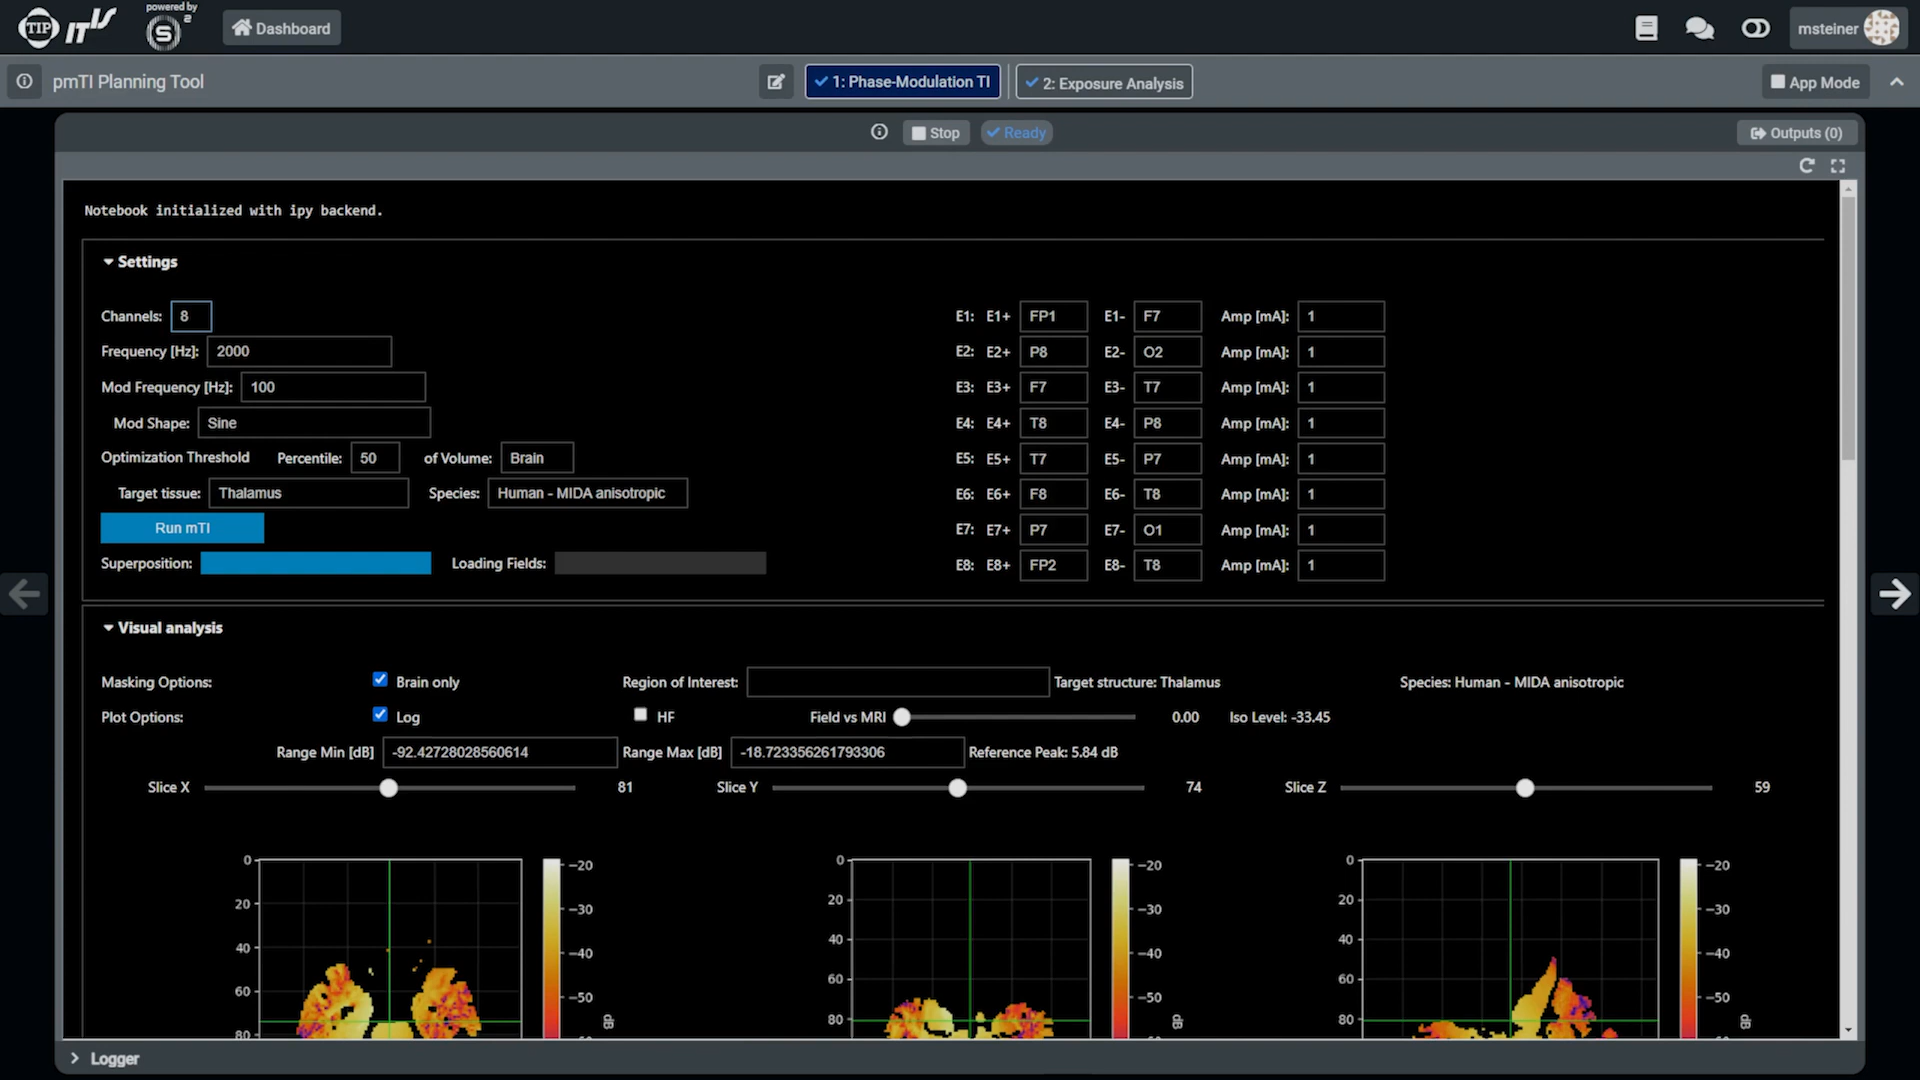 TIP IT'IS powered by S 2 Dashboard msteiner
pmTI Planning Tool 1: Phase-Modulation TI 2: Exposure Analysis App Mode
Stop Ready Outputs (0)
Notebook initialized with ipy backend.
Settings
Channels: 8 E1: E1+ FP1 E1- F7 Amp [mA]: 1
Frequency [Hz]: 2000 E2: E2+ P8 E2- O2 Amp [mA]: 1
Mod Frequency [Hz]: 100 E3: E3+ F7 E3- T7 Amp [mA]: 1
Mod Shape: Sine E4: E4+ T8 E4- P8 Amp [mA]: 1
Optimization Threshold Percentile: 50 of Volume: Brain E5: E5+ T7 E5- P7 Amp [mA]: 1
Target tissue: Thalamus Species: Human - MIDA anisotropic E6: E6+ F8 E6- T8 Amp [mA]: 1
Run mTI E7: E7+ P7 E7- O1 Amp [mA]: 1
Superposition: Loading Fields: E8: E8+ FP2 E8- T8 Amp [mA]: 1
Visual analysis
Masking Options: Brain only Region of Interest: Target structure: Thalamus Species: Human - MIDA anisotropic
Plot Options: Log HF Field vs MRI 0.00 Iso Level: -33.45
Range Min [dB] -92.42728028560614 Range Max [dB] -18.723356261793306 Reference Peak: 5.84 dB
Slice X 81 Slice Y 74 Slice Z 59
0 −20 0 −20 0 −20
20 −30 20 −30 20 −30
40 −40 40 −40 40 −40
60 −50 60 −50 60 −50
80 dB 80 dB 80 dB
Logger